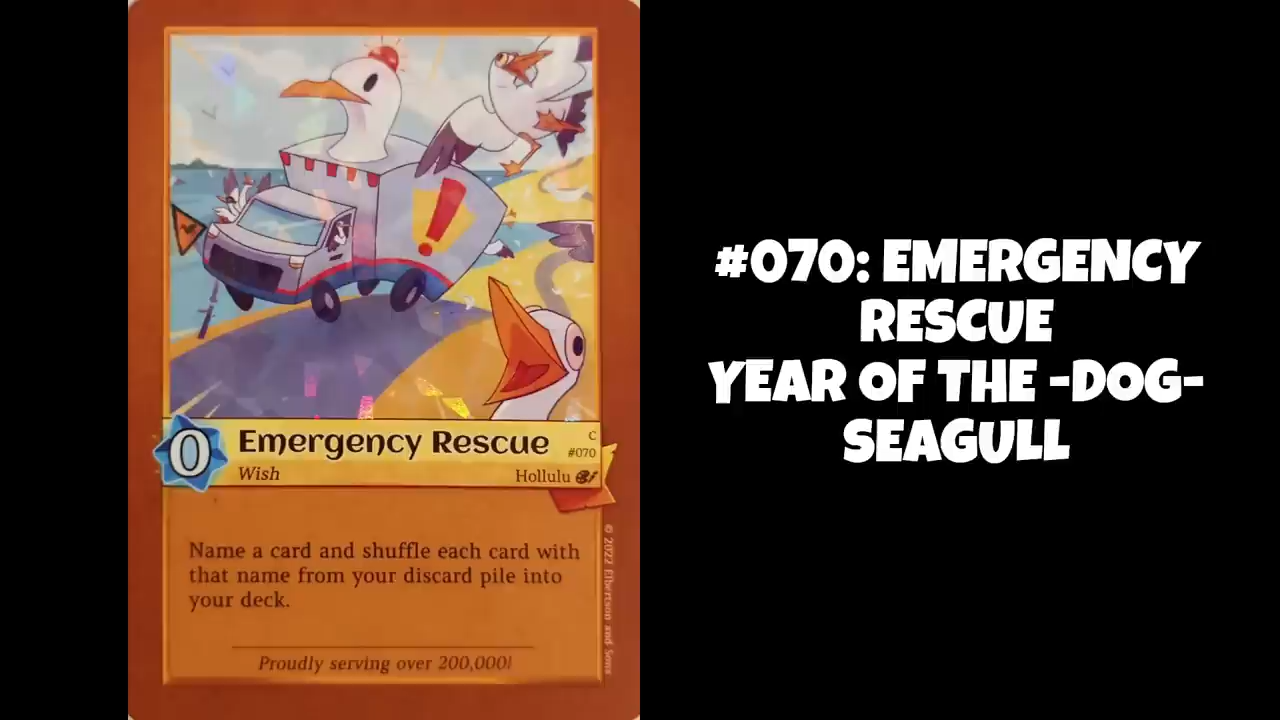 !
0
Emergency Rescue
C
#070
Wish
Hollulu
Name a card and shuffle each card with
that name from your discard pile into
your deck.
Proudly serving over 200,000!
© 2022 Elbertson and Sons
#070: EMERGENCY
RESCUE
YEAR OF THE -DOG-
SEAGULL